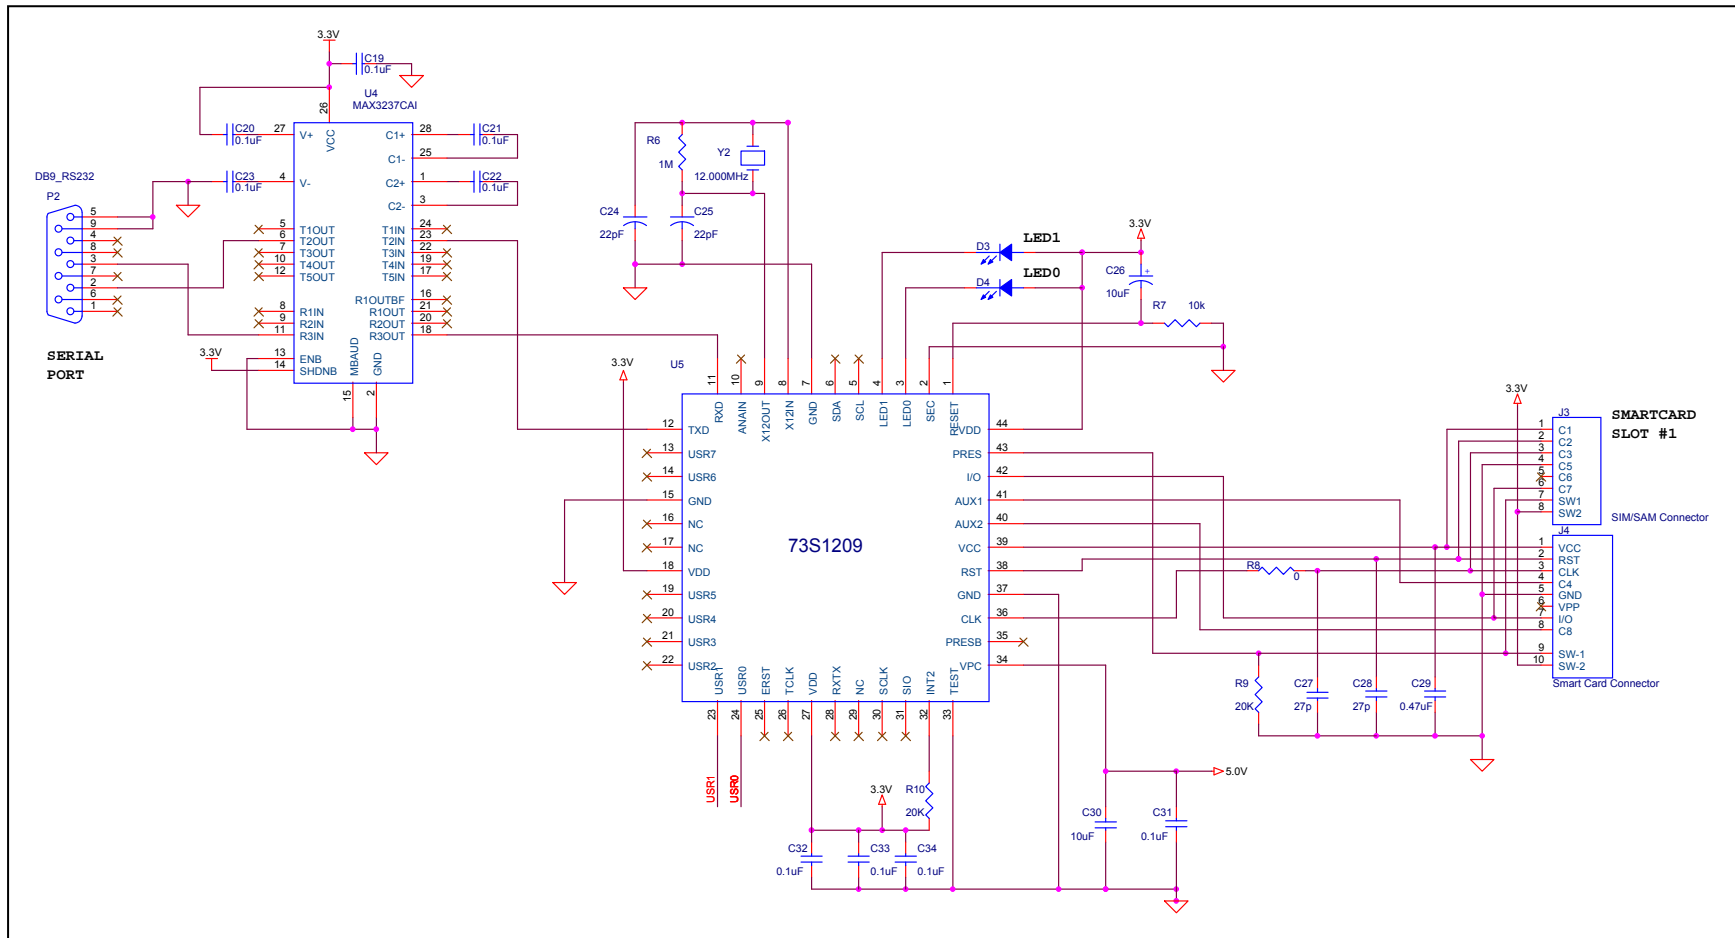 3.3V
C19
0.1uF
U4
MAX3237CAI
26
VCC
C20
0.1uF
27 V+
C1+ 28
C21
0.1uF
C1- 25
C23
0.1uF
4 V-
C2+ 1
C22
0.1uF
C2- 3
DB9_RS232
P2
5
9
4
8
3
7
2
6
1
5 T1OUT
6 T2OUT
7 T3OUT
10 T4OUT
12 T5OUT
T1IN 24
T2IN 23
T3IN 22
T4IN 19
T5IN 17
R1OUTBF 16
R1OUT 21
R2OUT 20
R3OUT 18
8 R1IN
9 R2IN
11 R3IN
13 ENB
14 SHDNB
3.3V
MBAUD
GND
15
2
SERIAL
PORT
R6
1M
Y2
12.000MHz
C24
22pF
C25
22pF
D3
LED1
D4
LED0
3.3V
C26
+
10uF
R7 10k
3.3V
U5
11 RXD
10 ANAIN
9 X12OUT
8 X12IN
7 GND
6 SDA
5 SCL
4 LED1
3 LED0
2 SEC
1 RESET
12 TXD
13 USR7
14 USR6
15 GND
16 NC
17 NC
18 VDD
19 USR5
20 USR4
21 USR3
22 USR2
73S1209
VDD 44
PRES 43
I/O 42
AUX1 41
AUX2 40
VCC 39
RST 38
GND 37
CLK 36
PRESB 35
VPC 34
USR1 23
USR0 24
ERST 25
TCLK 26
VDD 27
RXTX 28
NC 29
SCLK 30
SIO 31
INT2 32
TEST 33
USR1
USR0
3.3V
R10
20K
C32
0.1uF
C33
0.1uF
C34
0.1uF
C30
10uF
C31
0.1uF
5.0V
R8
0
R9
20K
C27
27p
C28
27p
C29
0.47uF
3.3V
J3
SMARTCARD
SLOT #1
1 C1
2 C2
3 C3
4 C5
5 C6
6 C7
7 SW1
8 SW2
SIM/SAM Connector
J4
1 VCC
2 RST
3 CLK
4 C4
5 GND
6 VPP
7 I/O
8 C8
9 SW-1
10 SW-2
Smart Card Connector